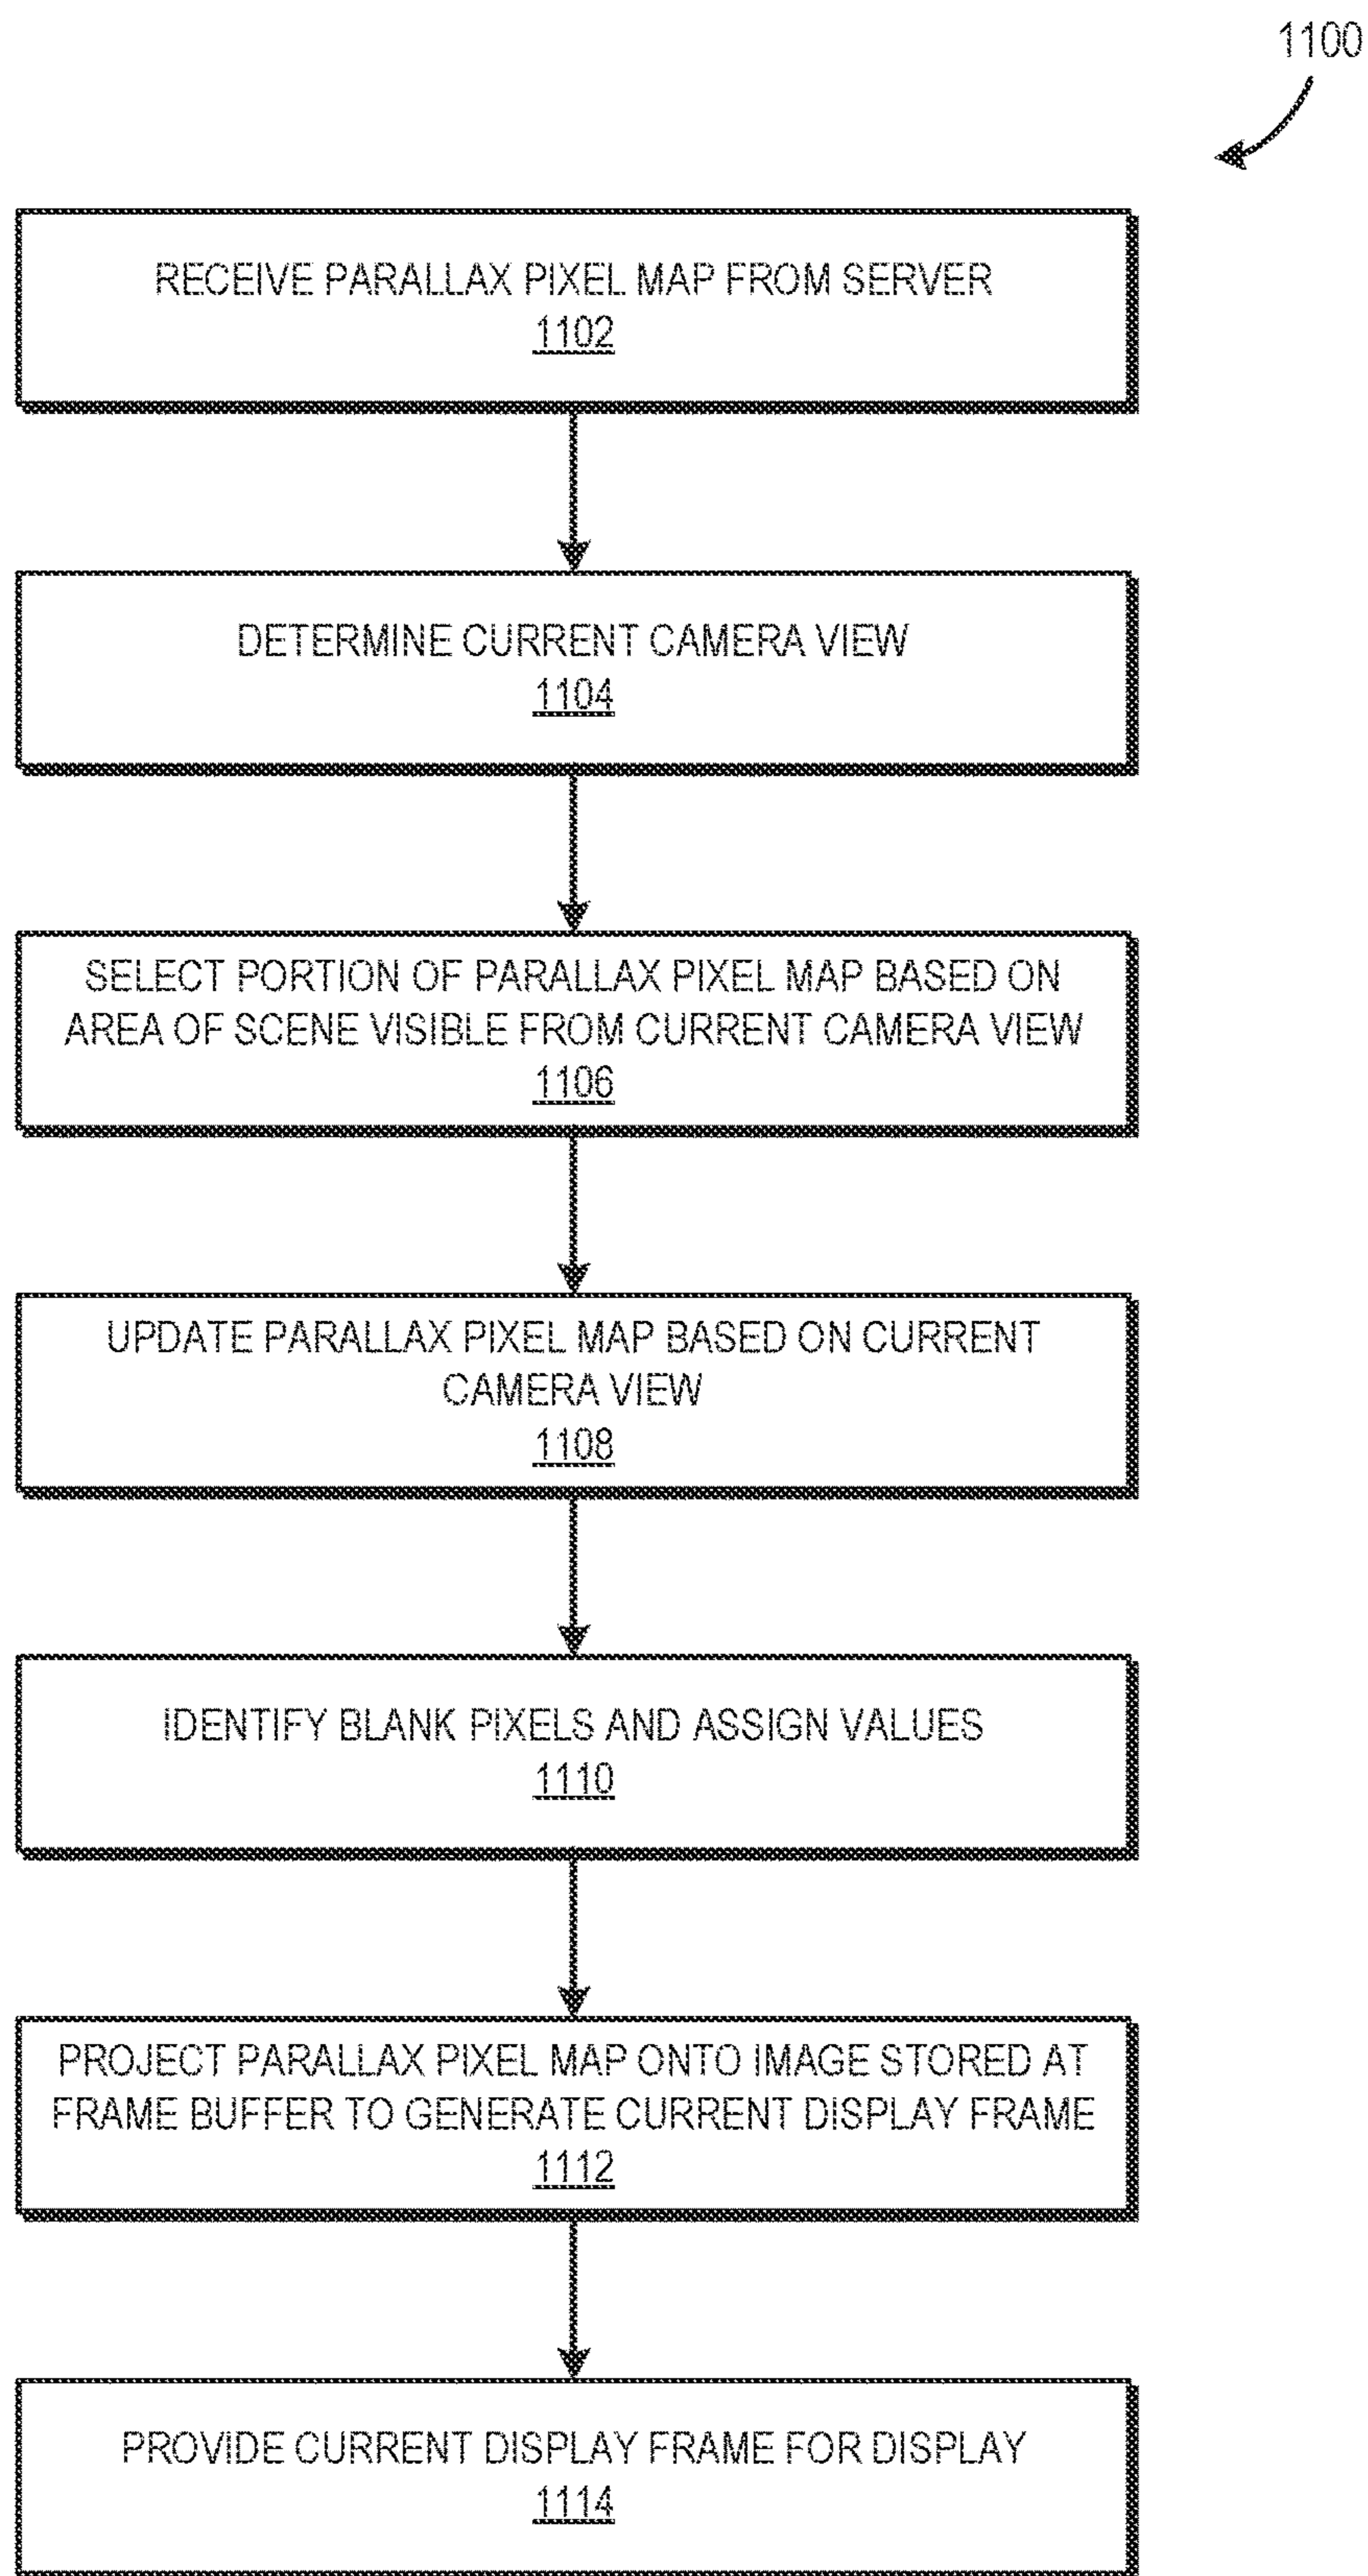 1100
RECEIVE PARALLAX PIXEL MAP FROM SERVER
1102
DETERMINE CURRENT CAMERA VIEW
1104
SELECT PORTION OF PARALLAX PIXEL MAP BASED ON
AREA OF SCENE VISIBLE FROM CURRENT CAMERA VIEW
1106
UPDATE PARALLAX PIXEL MAP BASED ON CURRENT
CAMERA VIEW
1108
IDENTIFY BLANK PIXELS AND ASSIGN VALUES
1110
PROJECT PARALLAX PIXEL MAP ONTO IMAGE STORED AT
FRAME BUFFER TO GENERATE CURRENT DISPLAY FRAME
1112
PROVIDE CURRENT DISPLAY FRAME FOR DISPLAY
1114